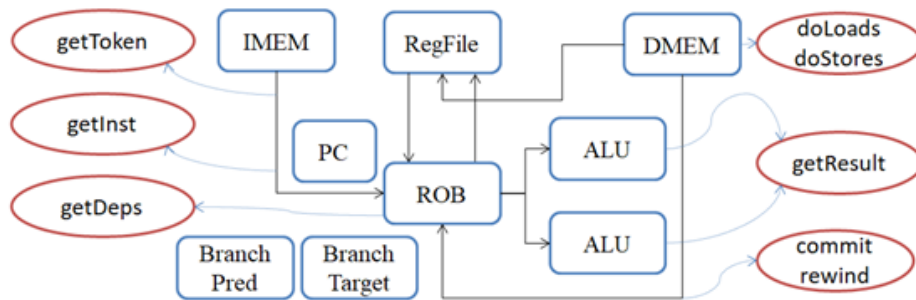 getToken
IMEM
RegFile
DMEM
doLoads
doStores
getInst
PC
ALU
getResult
getDeps
ROB
ALU
Branch
Pred
Branch
Target
commit
rewind